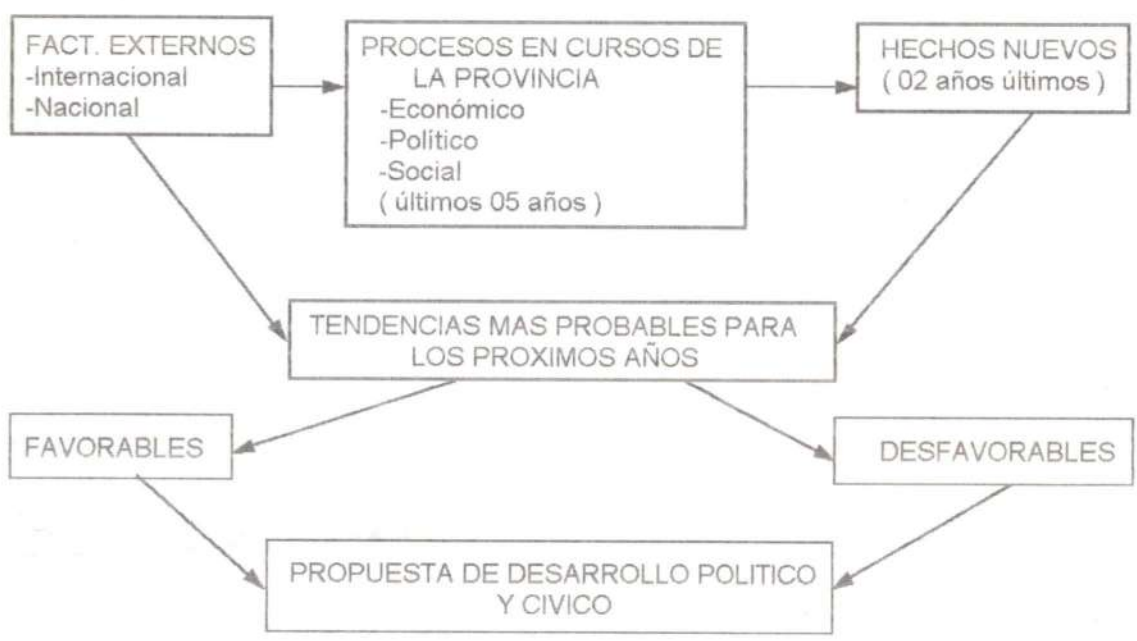 FACT. EXTERNOS
-Internacional
-Nacional
PROCESOS EN CURSOS DE
LA PROVINCIA
-Económico
-Político
-Social
( últimos 05 años )
HECHOS NUEVOS
( 02 años últimos )
TENDENCIAS MAS PROBABLES PARA
LOS PROXIMOS AÑOS
FAVORABLES
DESFAVORABLES
PROPUESTA DE DESARROLLO POLITICO
Y CIVICO